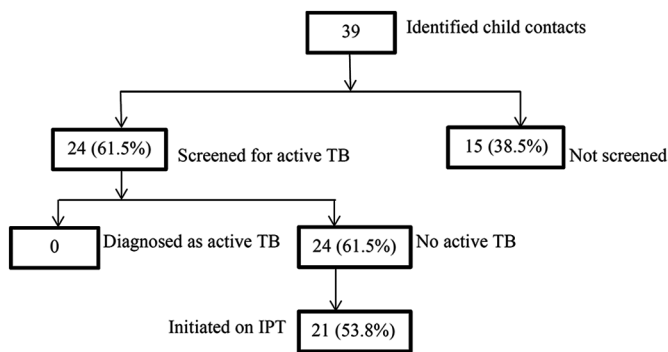 39
Identified child contacts
24 (61.5%)
Screened for active TB
15 (38.5%)
Not screened
0
Diagnosed as active TB
24 (61.5%)
No active TB
Initiated on IPT
21 (53.8%)